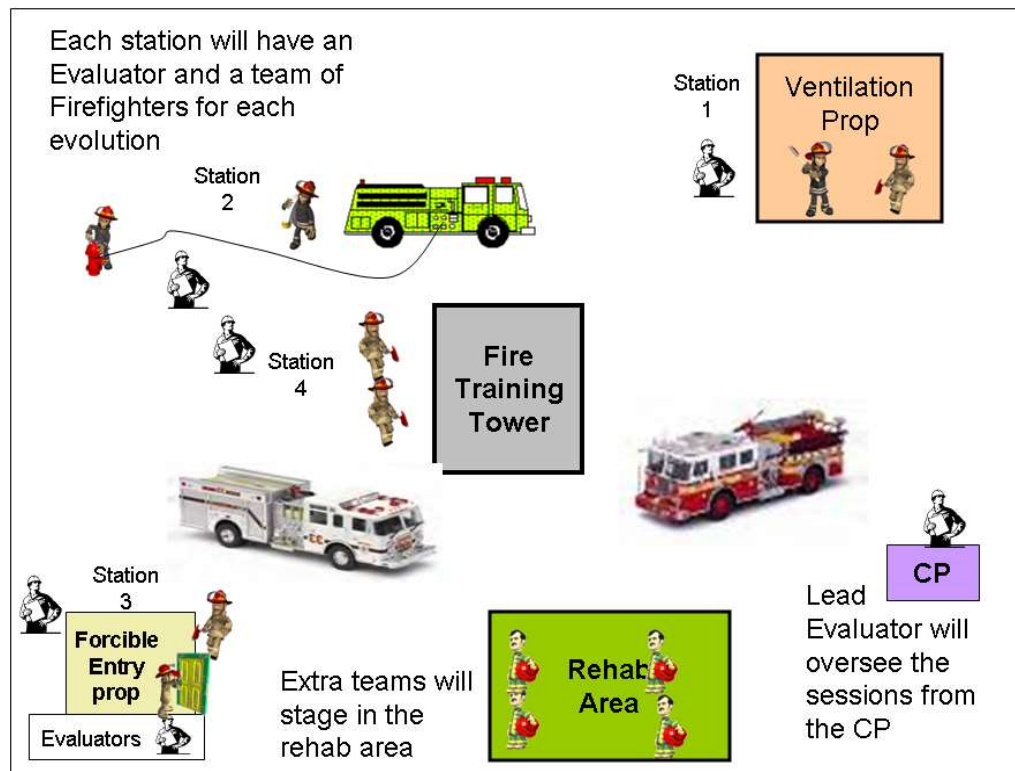 Each station will have an
Evaluator and a team of
Firefighters for each
evolution
Station
1
Ventilation
Prop
Station
2
Station
4
Fire
Training
Tower
Station
3
Forcible
Entry
prop
Evaluators
Extra teams will
stage in the
rehab area
Rehab
Area
CP
Lead
Evaluator will
oversee the
sessions from
the CP